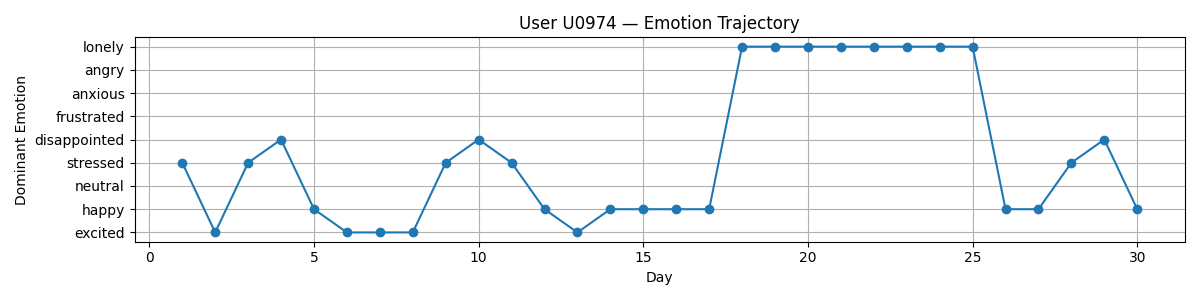 User U0974 — Emotion Trajectory
Dominant Emotion
lonely
angry
anxious
frustrated
disappointed
stressed
neutral
happy
excited
0 5 10 15 20 25 30
Day